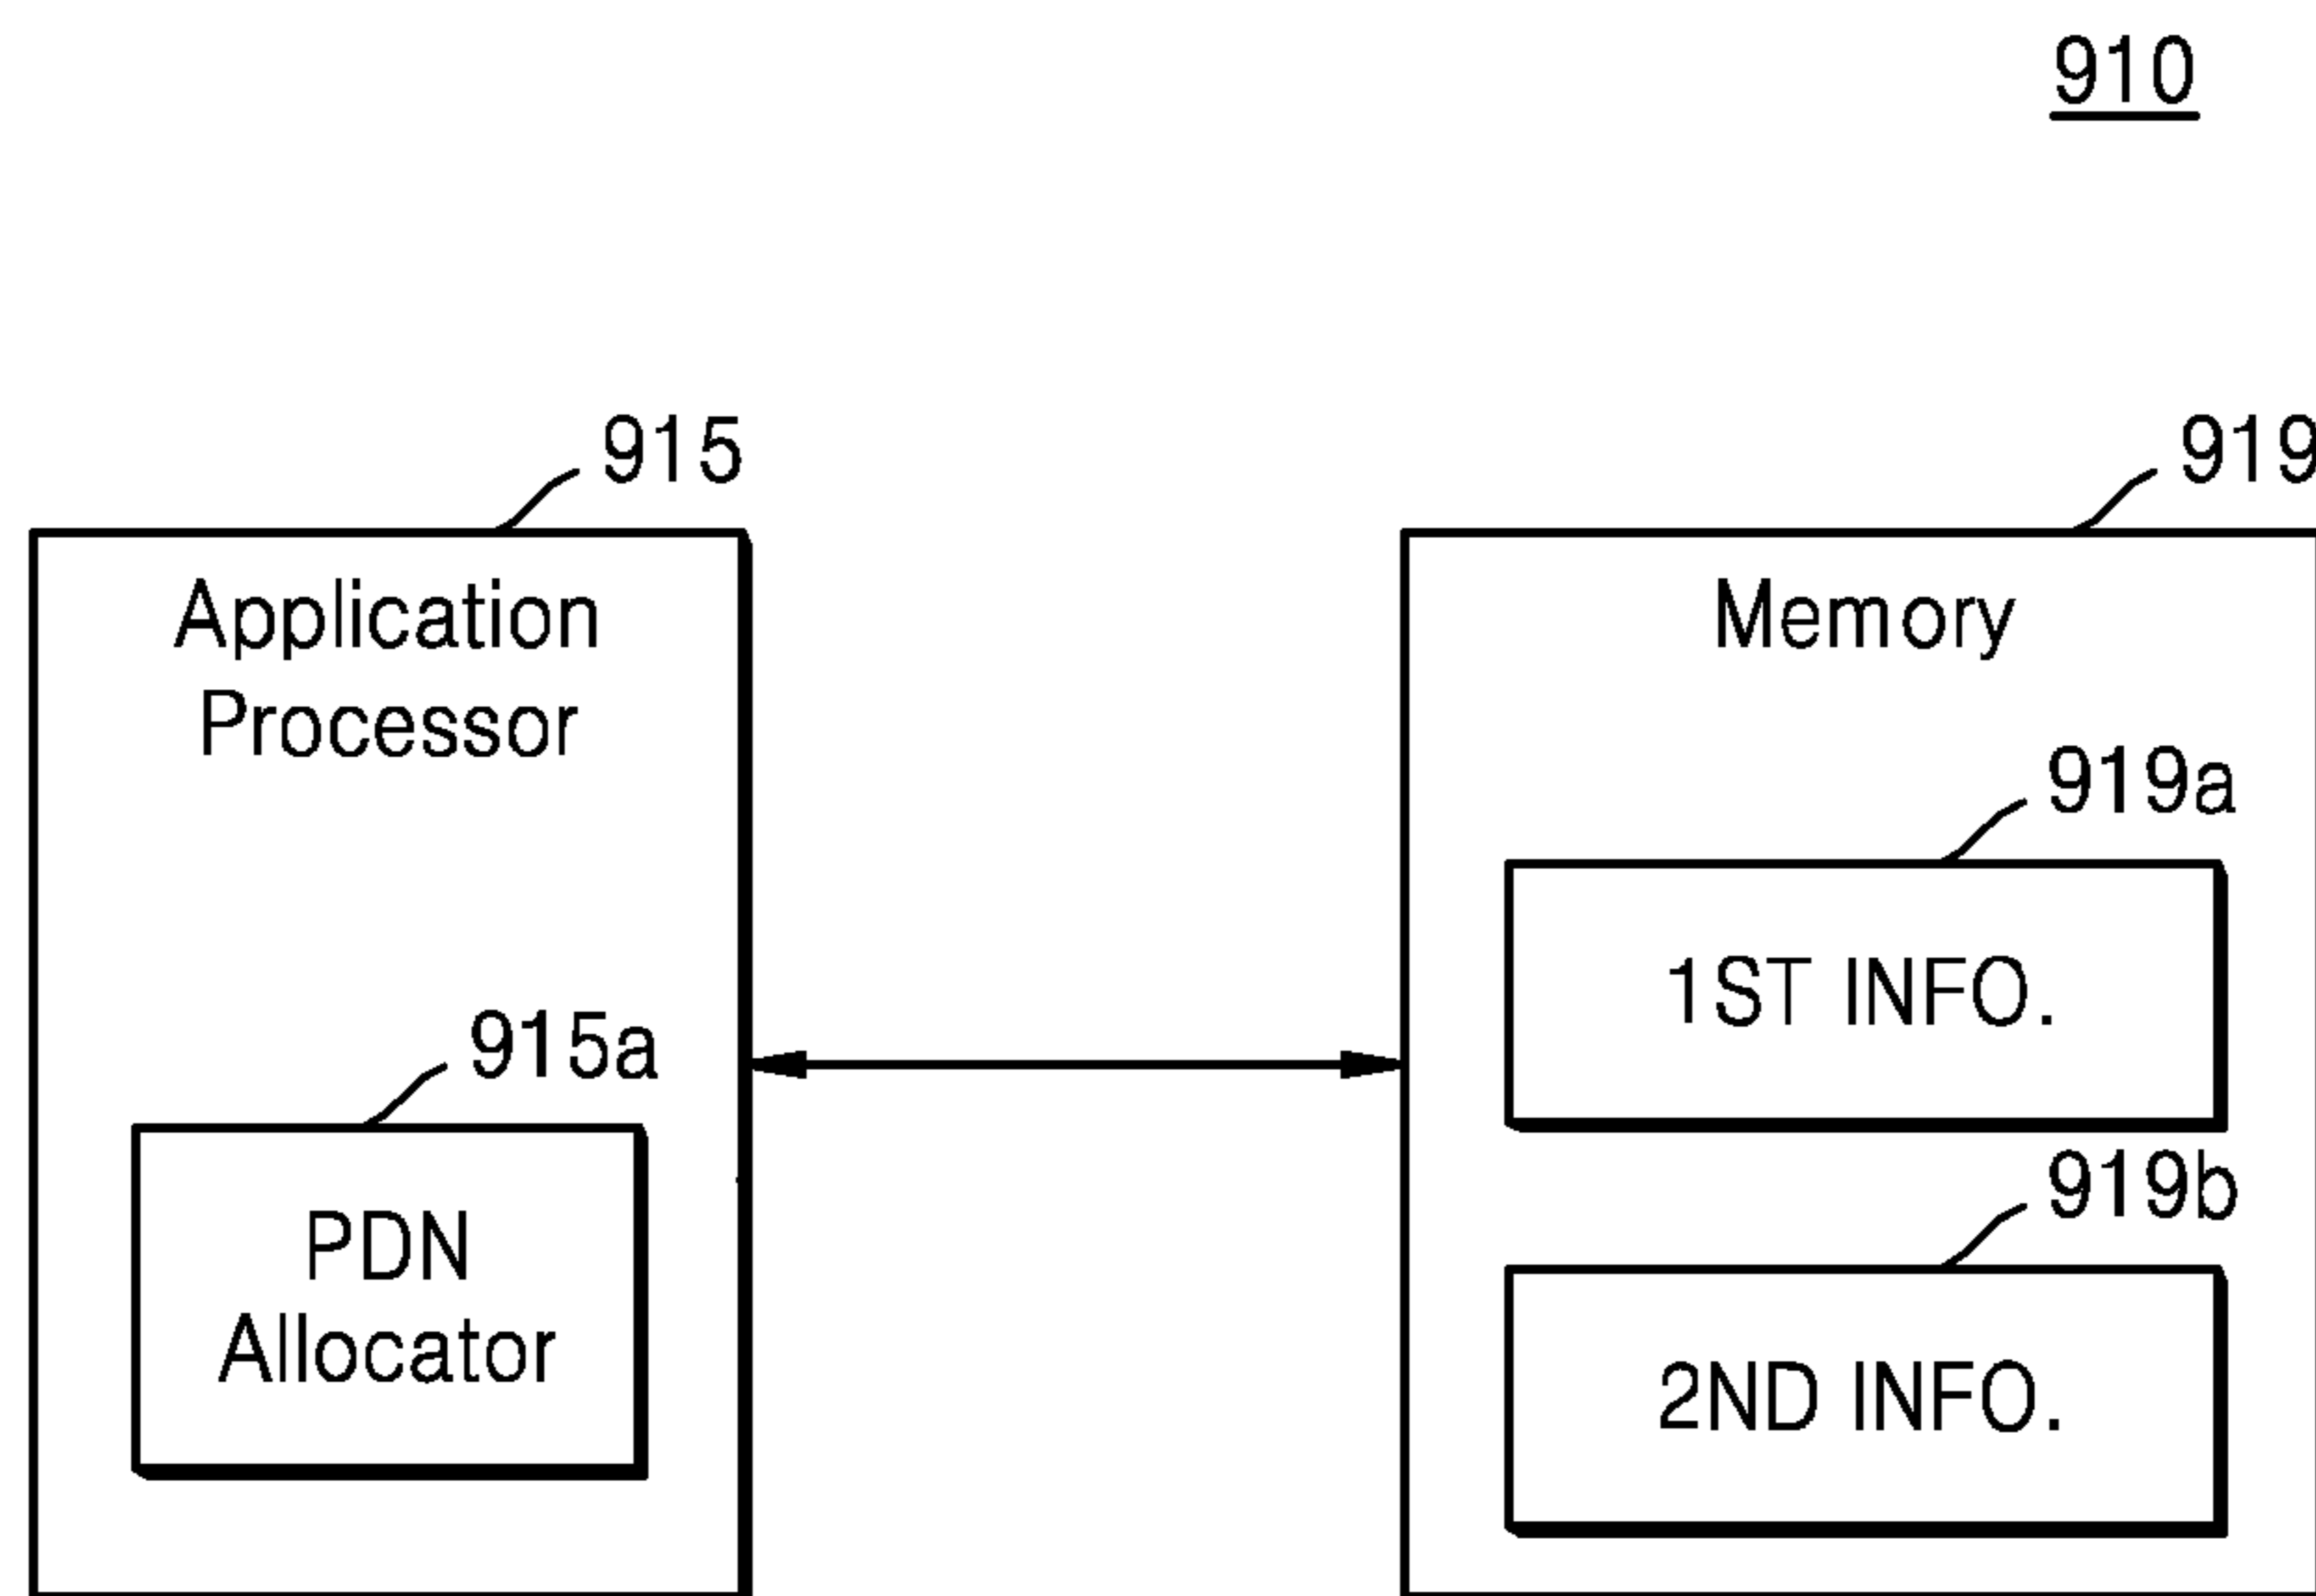 910
915
919
Application
Processor
Memory
919a
1ST INFO.
915a
919b
PDN
Allocator
2ND INFO.